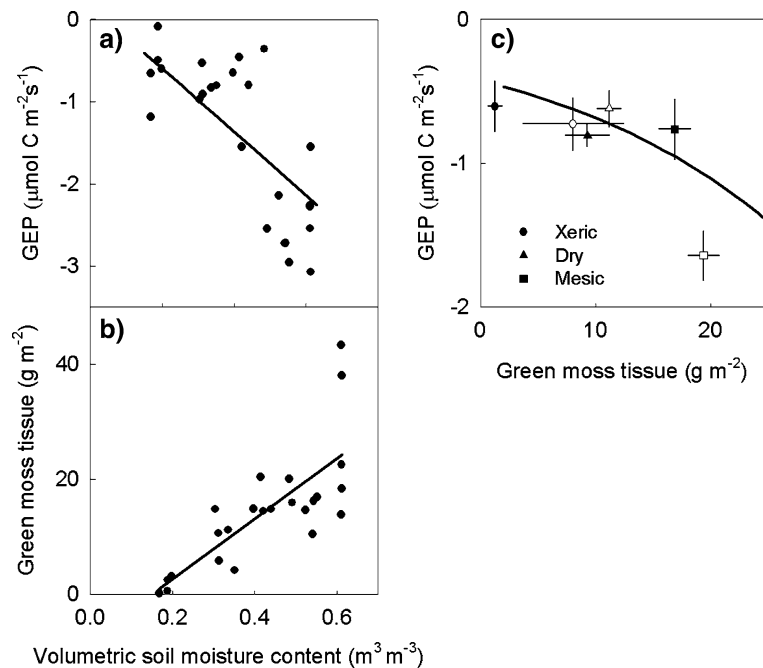 a)
0
-1
-2
-3
GEP (μmol C m⁻²s⁻¹)
b)
40
20
0
Green moss tissue (g m⁻²)
0.0 0.2 0.4 0.6
Volumetric soil moisture content (m³ m⁻³)
c)
0
-1
-2
GEP (μmol C m⁻²s⁻¹)
Xeric
Dry
Mesic
0 10 20
Green moss tissue (g m⁻²)